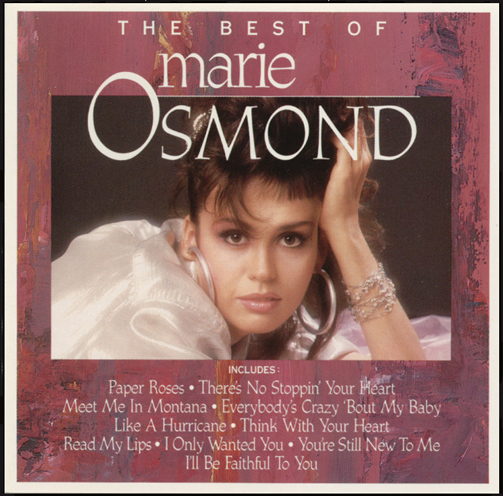 THE BEST OF
marie
OSMOND
INCLUDES:
Paper Roses • There's No Stoppin' Your Heart
Meet Me In Montana • Everybody's Crazy 'Bout My Baby
Like A Hurricane • Think With Your Heart
Read My Lips • I Only Wanted You • You're Still New To Me
I'll Be Faithful To You